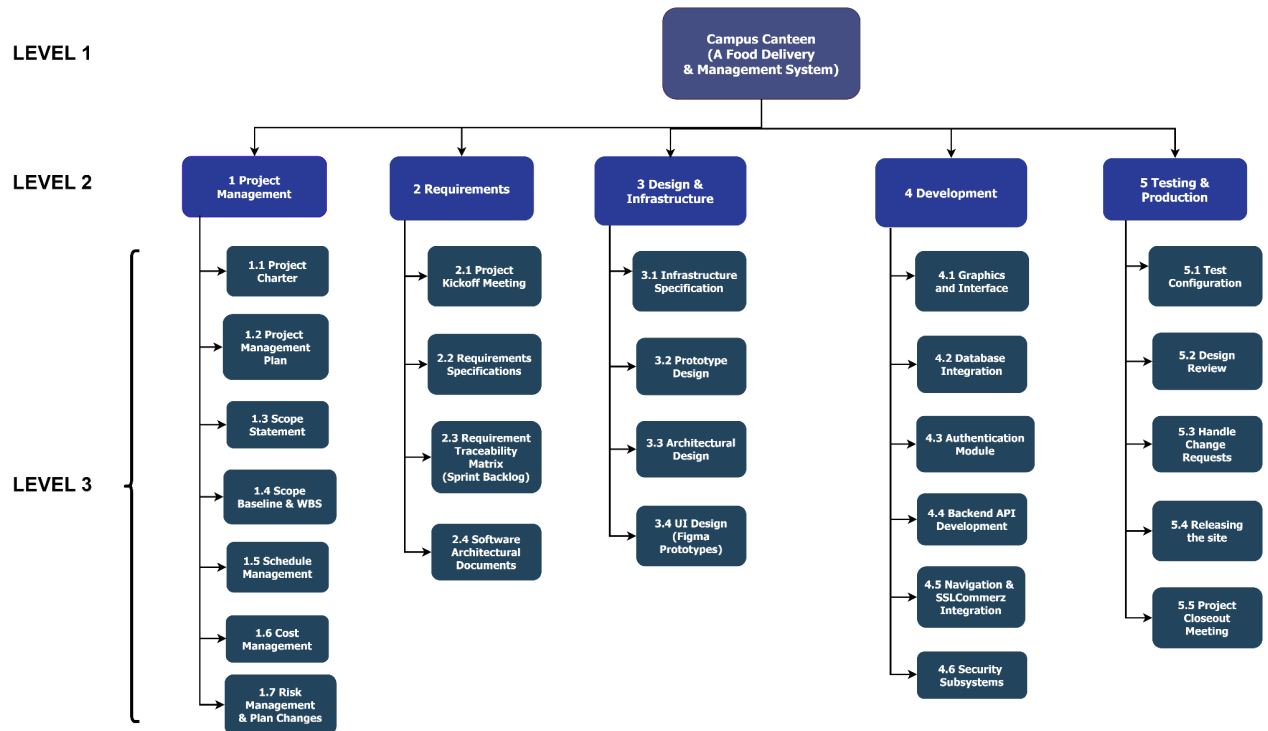 LEVEL 1
Campus Canteen
(A Food Delivery
& Management System)
LEVEL 2
1 Project
Management
2 Requirements
3 Design &
Infrastructure
4 Development
5 Testing &
Production
LEVEL 3
1.1 Project
Charter
1.2 Project
Management
Plan
1.3 Scope
Statement
1.4 Scope
Baseline & WBS
1.5 Schedule
Management
1.6 Cost
Management
1.7 Risk
Management
& Plan Changes
2.1 Project
Kickoff Meeting
2.2 Requirements
Specifications
2.3 Requirement
Traceability
Matrix
(Sprint Backlog)
2.4 Software
Architectural
Documents
3.1 Infrastructure
Specification
3.2 Prototype
Design
3.3 Architectural
Design
3.4 UI Design
(Figma
Prototypes)
4.1 Graphics
and Interface
4.2 Database
Integration
4.3 Authentication
Module
4.4 Backend API
Development
4.5 Navigation &
SSLCommerz
Integration
4.6 Security
Subsystems
5.1 Test
Configuration
5.2 Design
Review
5.3 Handle
Change
Requests
5.4 Releasing
the site
5.5 Project
Closeout
Meeting